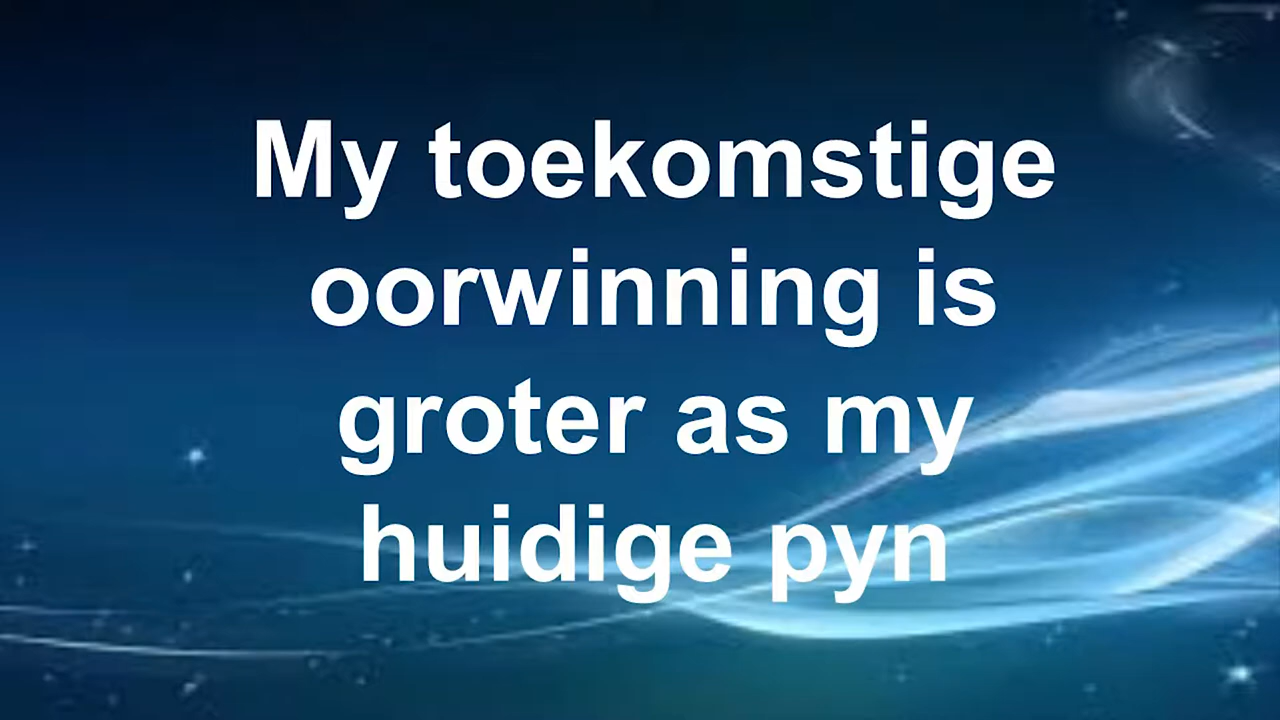 My toekomstige
oorwinning is
groter as my
huidige pyn